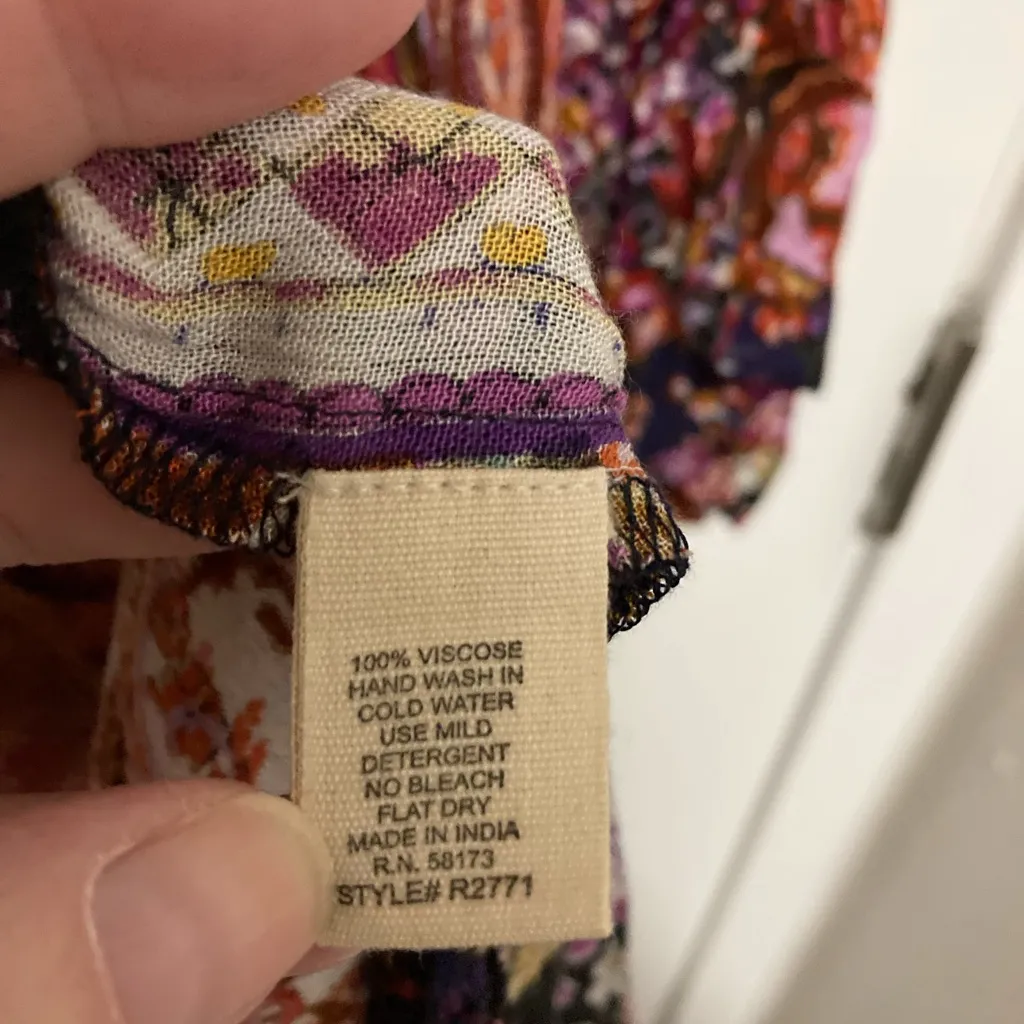 100% VISCOSE
HAND WASH IN
COLD WATER
USE MILD
DETERGENT
NO BLEACH
FLAT DRY
MADE IN INDIA
R.N. 58173
STYLE# R2771